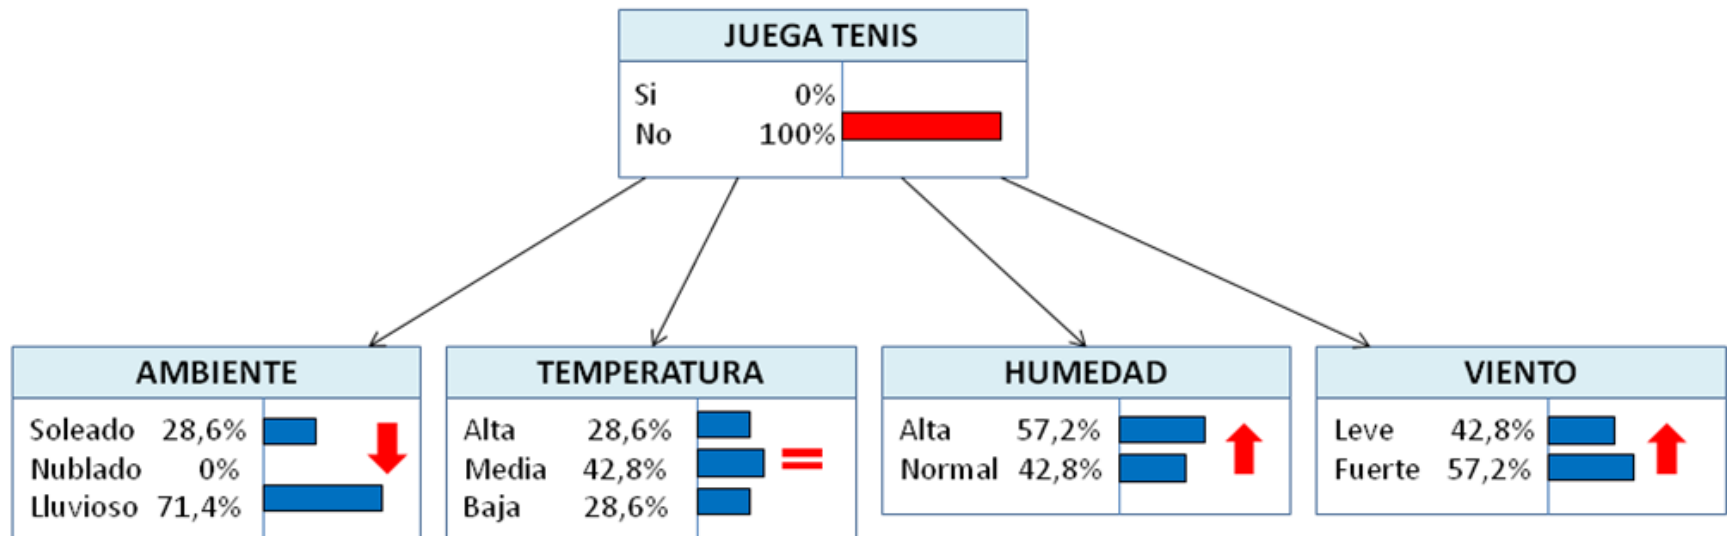 JUEGA TENIS
Si 0%
No 100%
AMBIENTE
Soleado 28,6%
Nublado 0%
Lluvioso 71,4%
TEMPERATURA
Alta 28,6%
Media 42,8%
Baja 28,6%
=
HUMEDAD
Alta 57,2%
Normal 42,8%
VIENTO
Leve 42,8%
Fuerte 57,2%